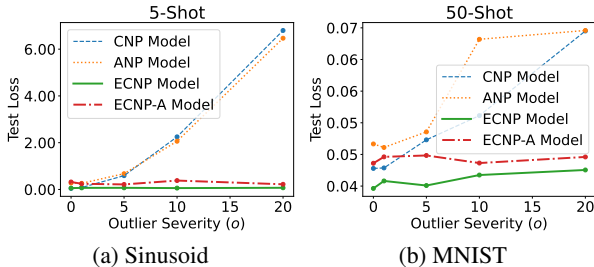 5-Shot
Test Loss
6.00
4.00
2.00
0.00
CNP Model
ANP Model
ECNP Model
ECNP-A Model
0
5
10
15
20
Outlier Severity (o)
(a) Sinusoid
50-Shot
Test Loss
0.07
0.06
0.05
0.05
0.04
CNP Model
ANP Model
ECNP Model
ECNP-A Model
0
5
10
15
20
Outlier Severity (o)
(b) MNIST